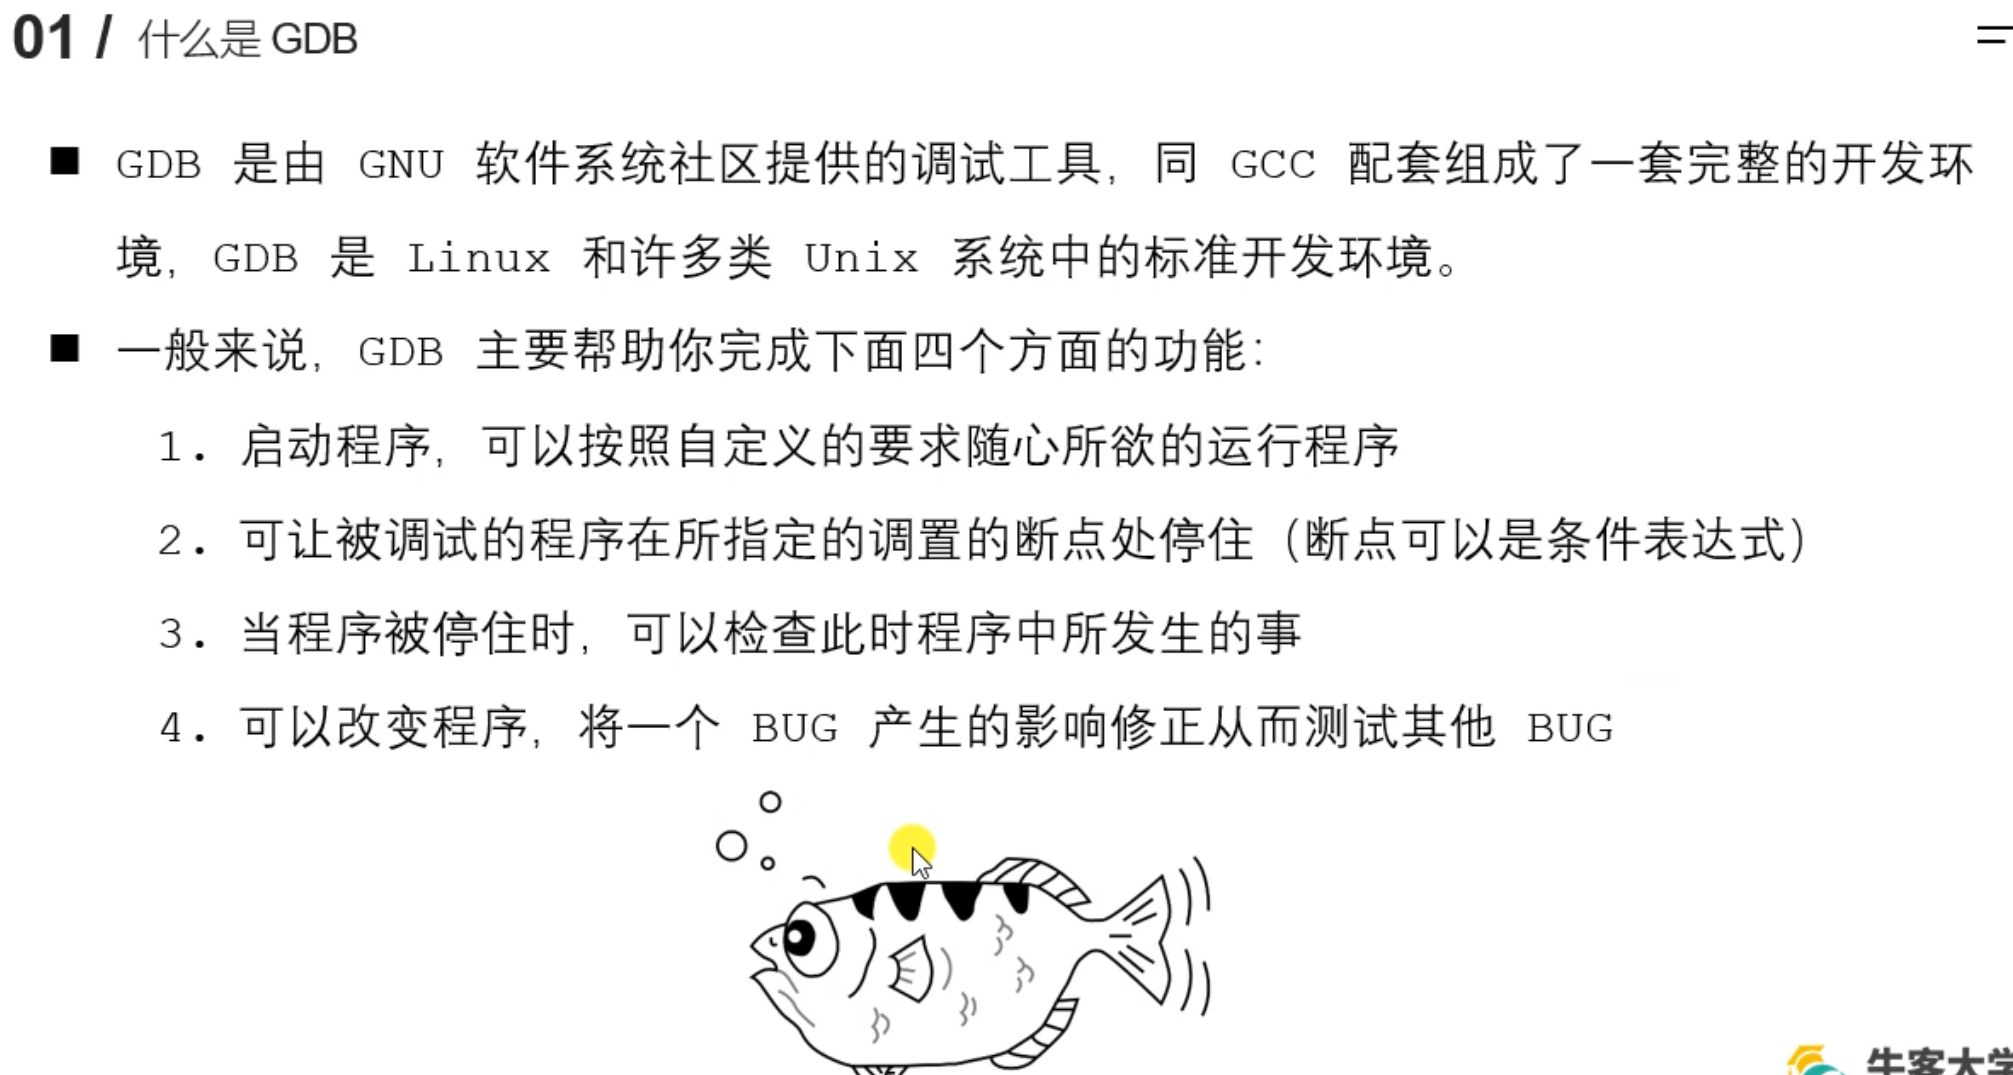 01 / 什么是 GDB
■ GDB 是由 GNU 软件系统社区提供的调试工具，同 GCC 配套组成了一套完整的开发环
境，GDB 是 Linux 和许多类 Unix 系统中的标准开发环境。
■ 一般来说，GDB 主要帮助你完成下面四个方面的功能：
1. 启动程序，可以按照自定义的要求随心所欲的运行程序
2. 可让被调试的程序在所指定的调置的断点处停住（断点可以是条件表达式）
3. 当程序被停住时，可以检查此时程序中所发生的事
4. 可以改变程序，将一个 BUG 产生的影响修正从而测试其他 BUG
牛客大学